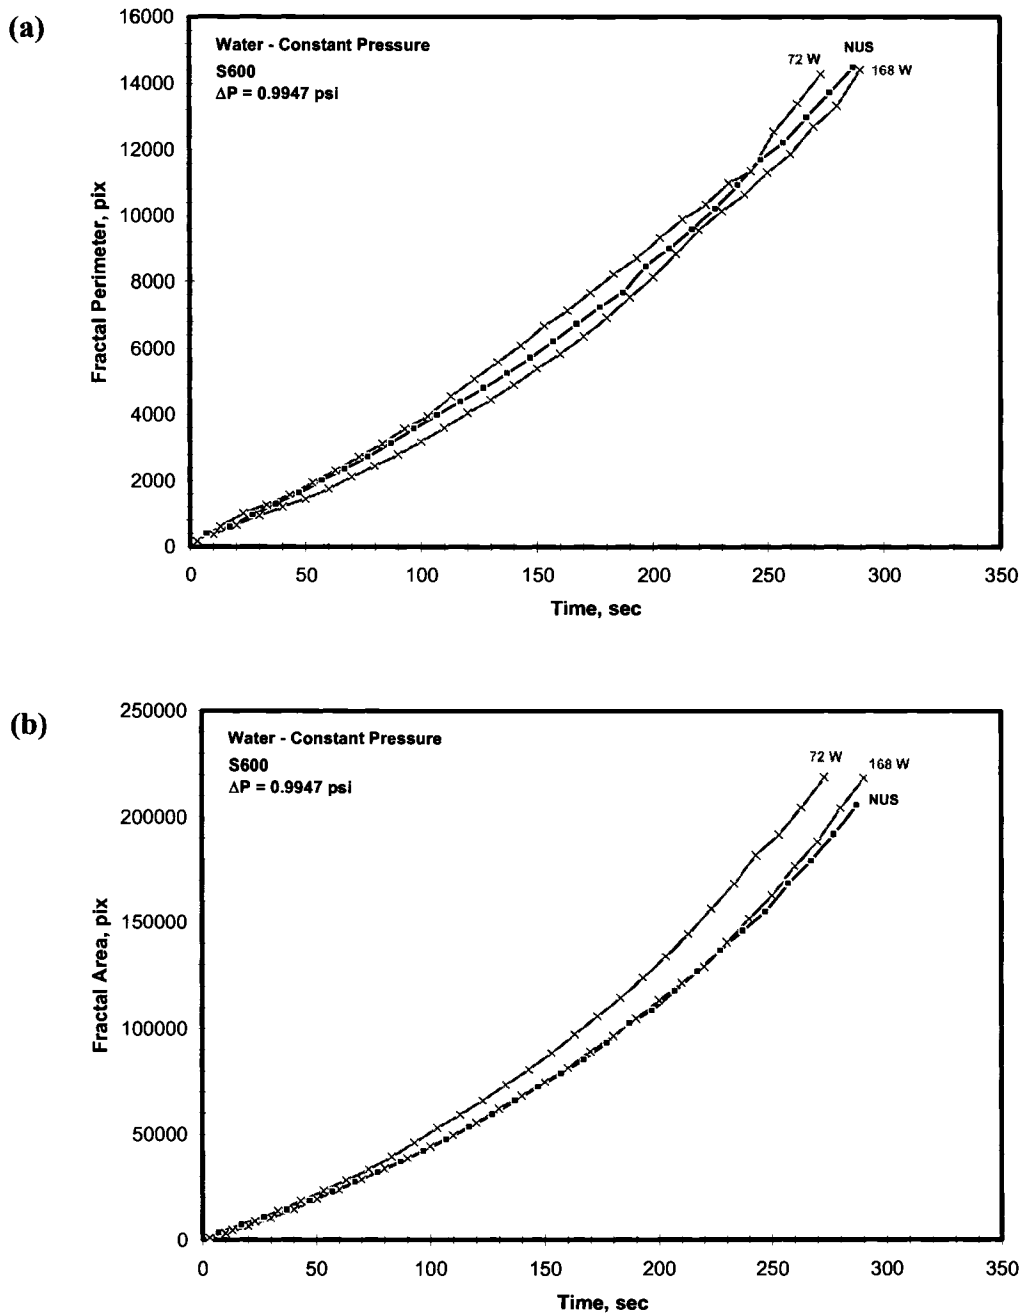 (a)
16000
14000
12000
10000
8000
6000
4000
2000
0
Fractal Perimeter, pix
Water - Constant Pressure
S600
ΔP = 0.9947 psi
72 W
NUS
168 W
0 50 100 150 200 250 300 350
Time, sec
(b)
250000
200000
150000
100000
50000
0
Fractal Area, pix
Water - Constant Pressure
S600
ΔP = 0.9947 psi
72 W
168 W
NUS
0 50 100 150 200 250 300 350
Time, sec